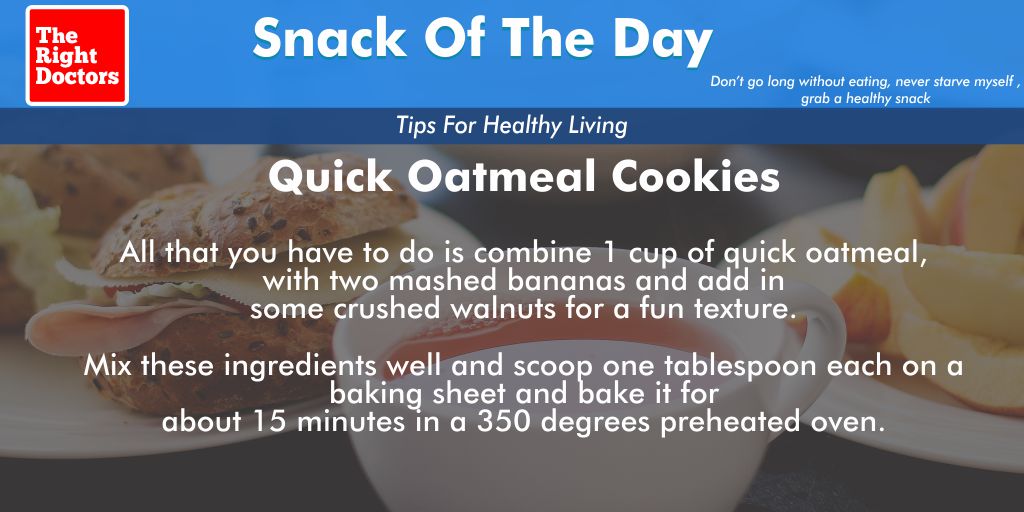 The
Right
Doctors
Snack Of The Day
Don't go long without eating, never starve myself ,
grab a healthy snack
Tips For Healthy Living
Quick Oatmeal Cookies
All that you have to do is combine 1 cup of quick oatmeal,
with two mashed bananas and add in
some crushed walnuts for a fun texture.
Mix these ingredients well and scoop one tablespoon each on a
baking sheet and bake it for
about 15 minutes in a 350 degrees preheated oven.